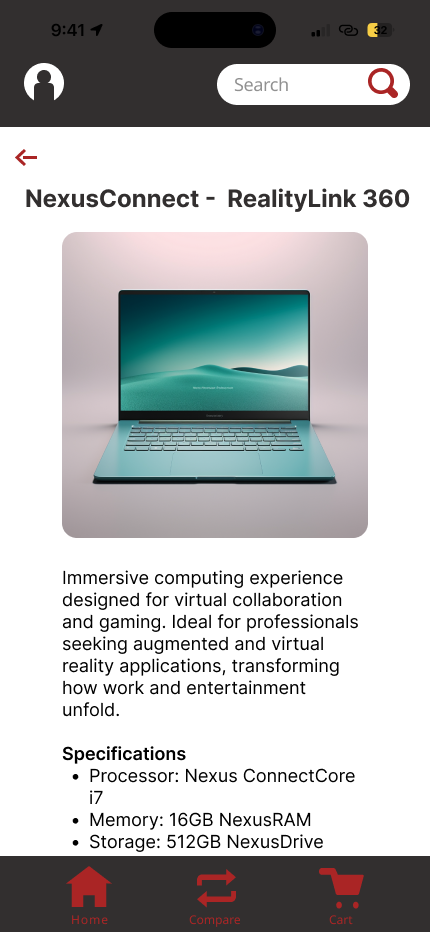 9:41
32
Search
NexusConnect - RealityLink 360
Immersive computing experience
designed for virtual collaboration
and gaming. Ideal for professionals
seeking augmented and virtual
reality applications, transforming
how work and entertainment
unfold.
Specifications
• Processor: Nexus ConnectCore
i7
• Memory: 16GB NexusRAM
• Storage: 512GB NexusDrive
Home
Compare
Cart